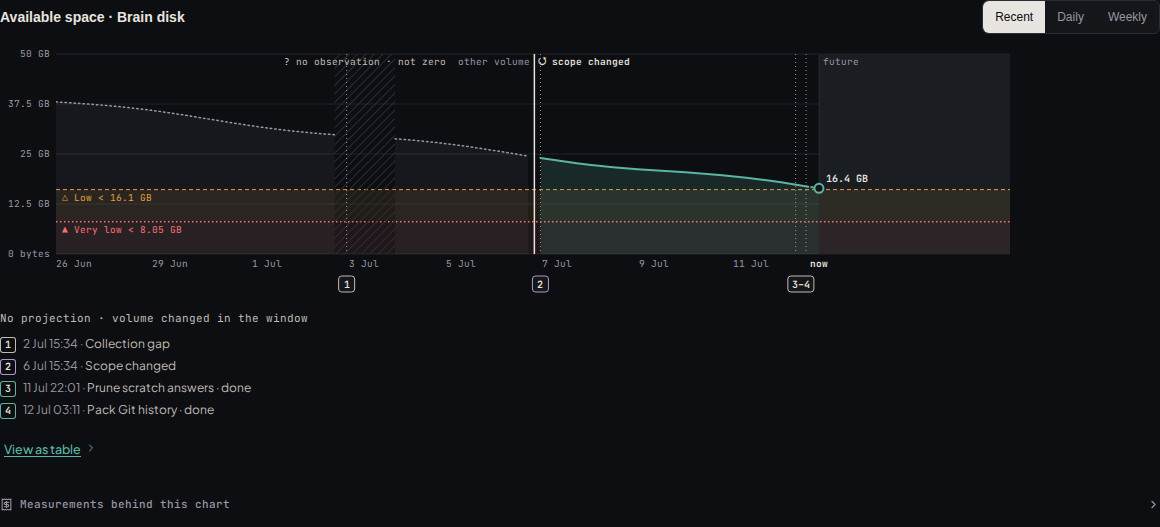 Available space · Brain disk
Recent Daily Weekly
50 GB
? no observation · not zero other volume scope changed future
37.5 GB
25 GB
16.4 GB
△ Low < 16.1 GB
12.5 GB
▲ Very low < 8.05 GB
0 bytes
26 Jun 29 Jun 1 Jul 3 Jul 5 Jul 7 Jul 9 Jul 11 Jul now
1 2 3–4
No projection · volume changed in the window
1 2 Jul 15:34 · Collection gap
2 6 Jul 15:34 · Scope changed
3 11 Jul 22:01 · Prune scratch answers · done
4 12 Jul 03:11 · Pack Git history · done
View as table
Measurements behind this chart